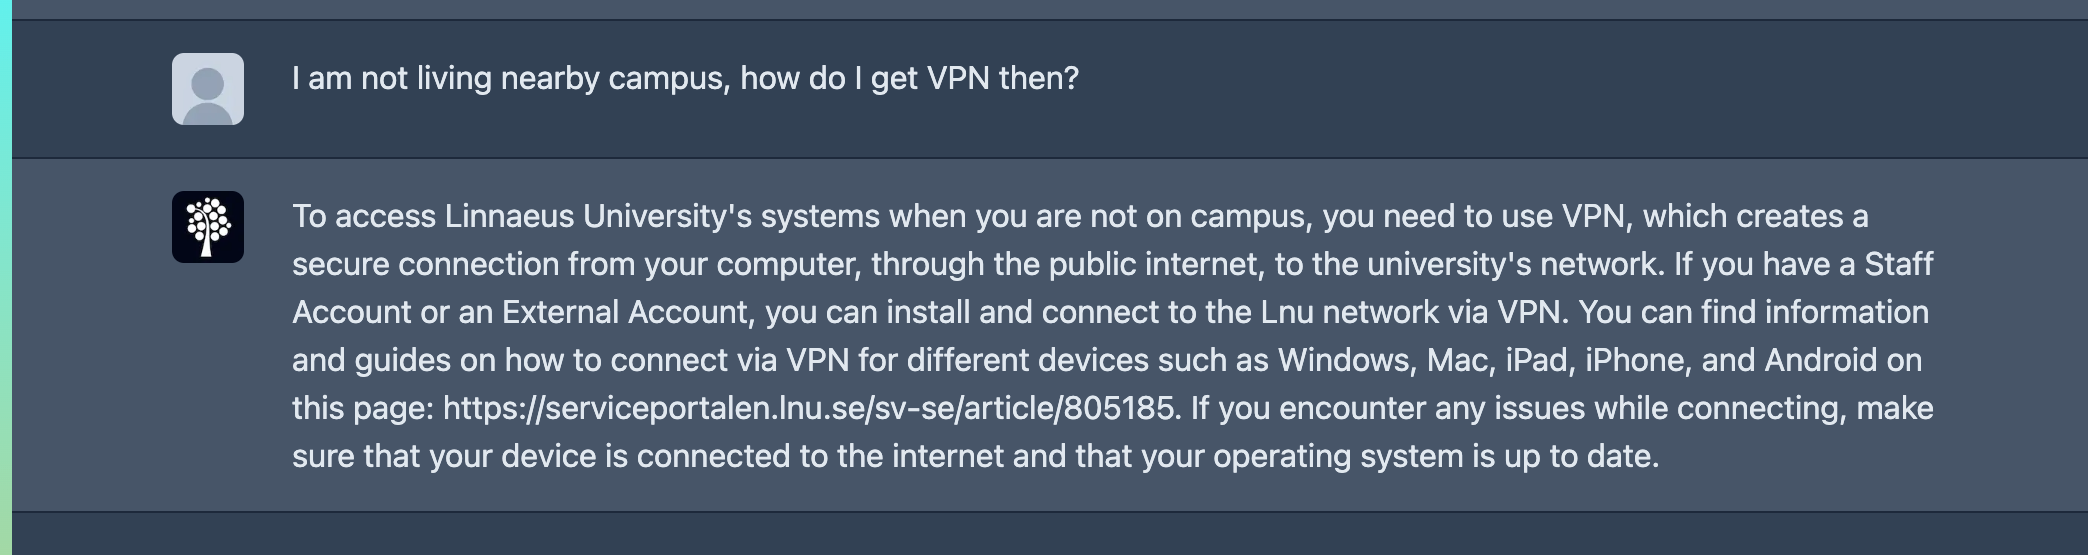 I am not living nearby campus, how do I get VPN then?
To access Linnaeus University's systems when you are not on campus, you need to use VPN, which creates a
secure connection from your computer, through the public internet, to the university's network. If you have a Staff
Account or an External Account, you can install and connect to the Lnu network via VPN. You can find information
and guides on how to connect via VPN for different devices such as Windows, Mac, iPad, iPhone, and Android on
this page: https://serviceportalen.lnu.se/sv-se/article/805185. If you encounter any issues while connecting, make
sure that your device is connected to the internet and that your operating system is up to date.